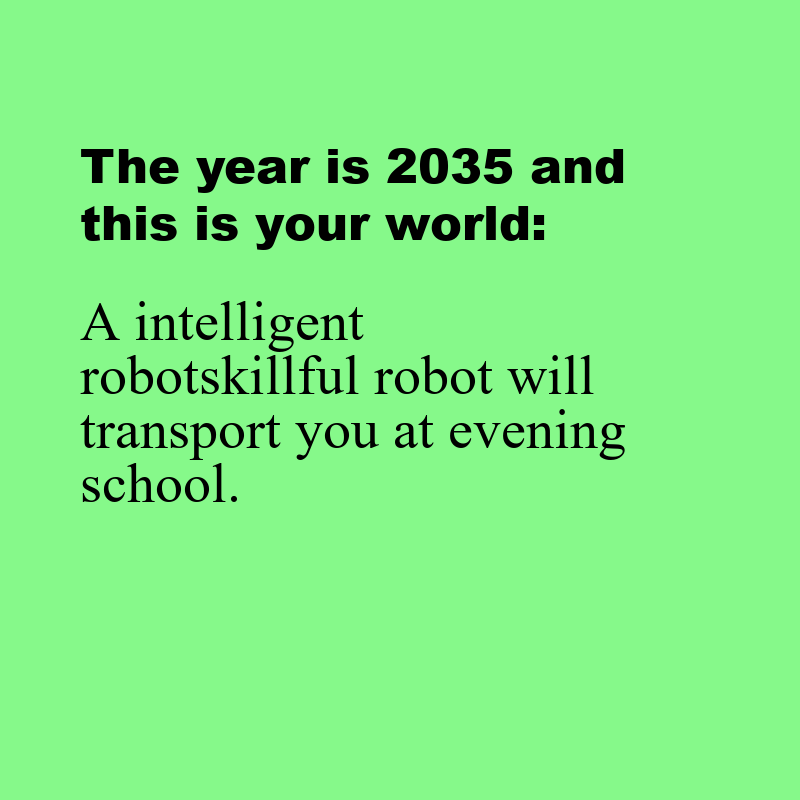 The year is 2035 and
this is your world:
A intelligent
robotskillful robot will
transport you at evening
school.